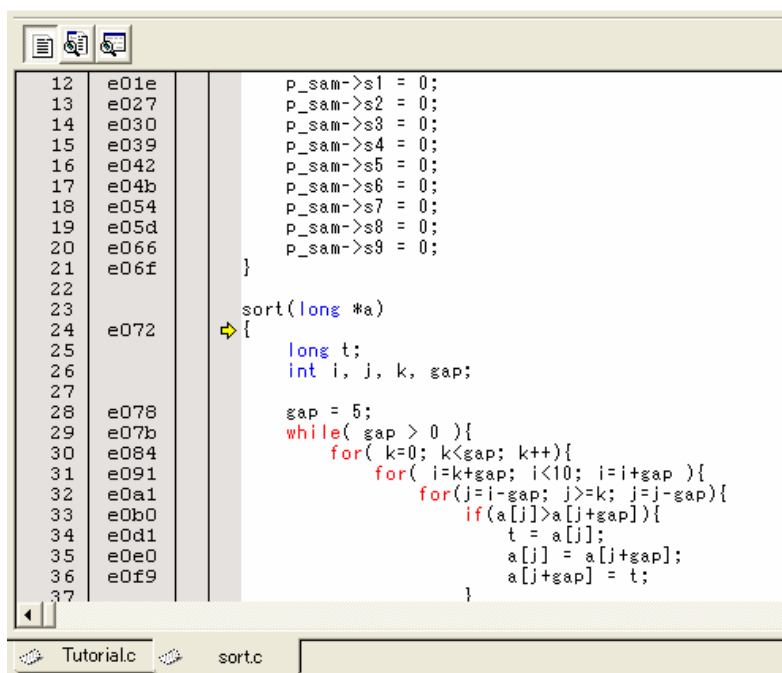 12 e01e p_sam->s1 = 0;
13 e027 p_sam->s2 = 0;
14 e030 p_sam->s3 = 0;
15 e039 p_sam->s4 = 0;
16 e042 p_sam->s5 = 0;
17 e04b p_sam->s6 = 0;
18 e054 p_sam->s7 = 0;
19 e05d p_sam->s8 = 0;
20 e066 p_sam->s9 = 0;
21 e06f }
22
23 sort(long *a)
24 e072 {
25 long t;
26 int i, j, k, gap;
27
28 e078 gap = 5;
29 e07b while( gap > 0 ){
30 e084 for( k=0; k<gap; k++){
31 e091 for( i=k+gap; i<10; i=i+gap ){
32 e0a1 for(j=i-gap; j>=k; j=j-gap){
33 e0b0 if(a[j]>a[j+gap]){
34 e0d1 t = a[j];
35 e0e0 a[j] = a[j+gap];
36 e0f9 a[j+gap] = t;
37 }
Tutorial.c sort.c